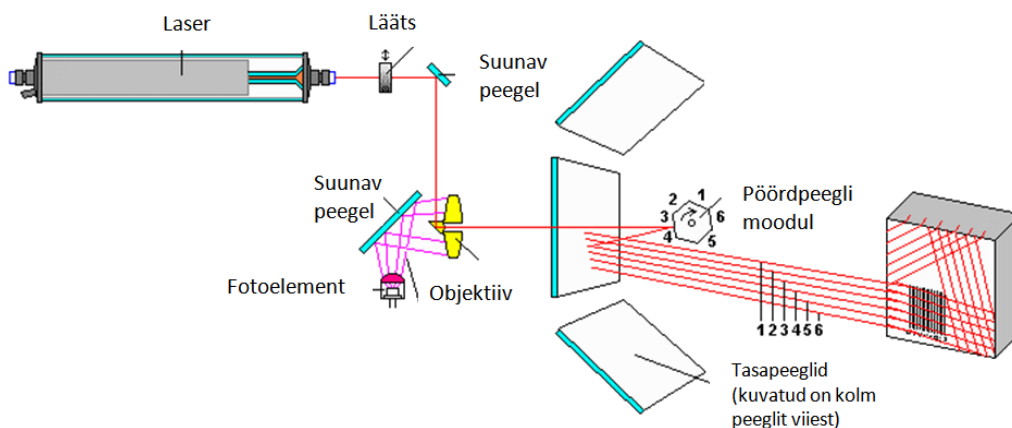 Laser
Lääts
Suunav
peegel
Suunav
peegel
Fotoelement
Objektiiv
1
2
3
4
5
6
Pöördpeegli
moodul
1 2 3 4 5 6
Tasapeeglid
(kuvatud on kolm
peeglit viiest)